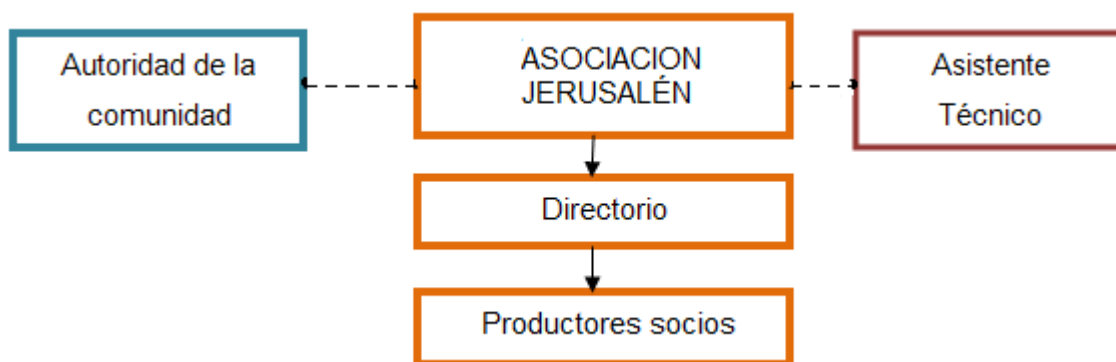 Autoridad de la
comunidad
ASOCIACION
JERUSALÉN
Asistente
Técnico
Directorio
Productores socios